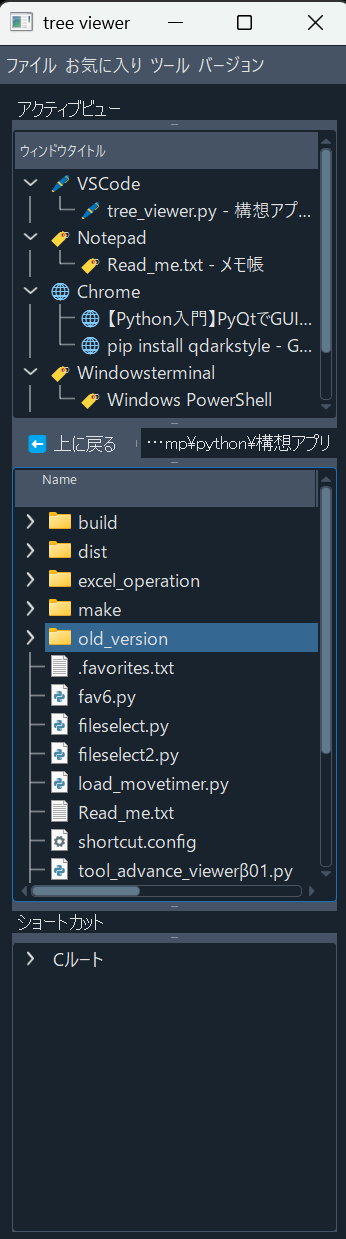 tree viewer
ファイル お気に入り ツール バージョン
アクティブビュー
ウィンドウタイトル
VSCode
tree_viewer.py - 構想アプ...
Notepad
Read_me.txt - メモ帳
Chrome
【Python入門】PyQtでGUI...
pip install qdarkstyle - G...
Windowsterminal
Windows PowerShell
上に戻る …mp¥python¥構想アプリ
Name
build
dist
excel_operation
make
old_version
.favorites.txt
fav6.py
fileselect.py
fileselect2.py
load_movetimer.py
Read_me.txt
shortcut.config
tool_advance_viewerβ01.py
ショートカット
Cルート